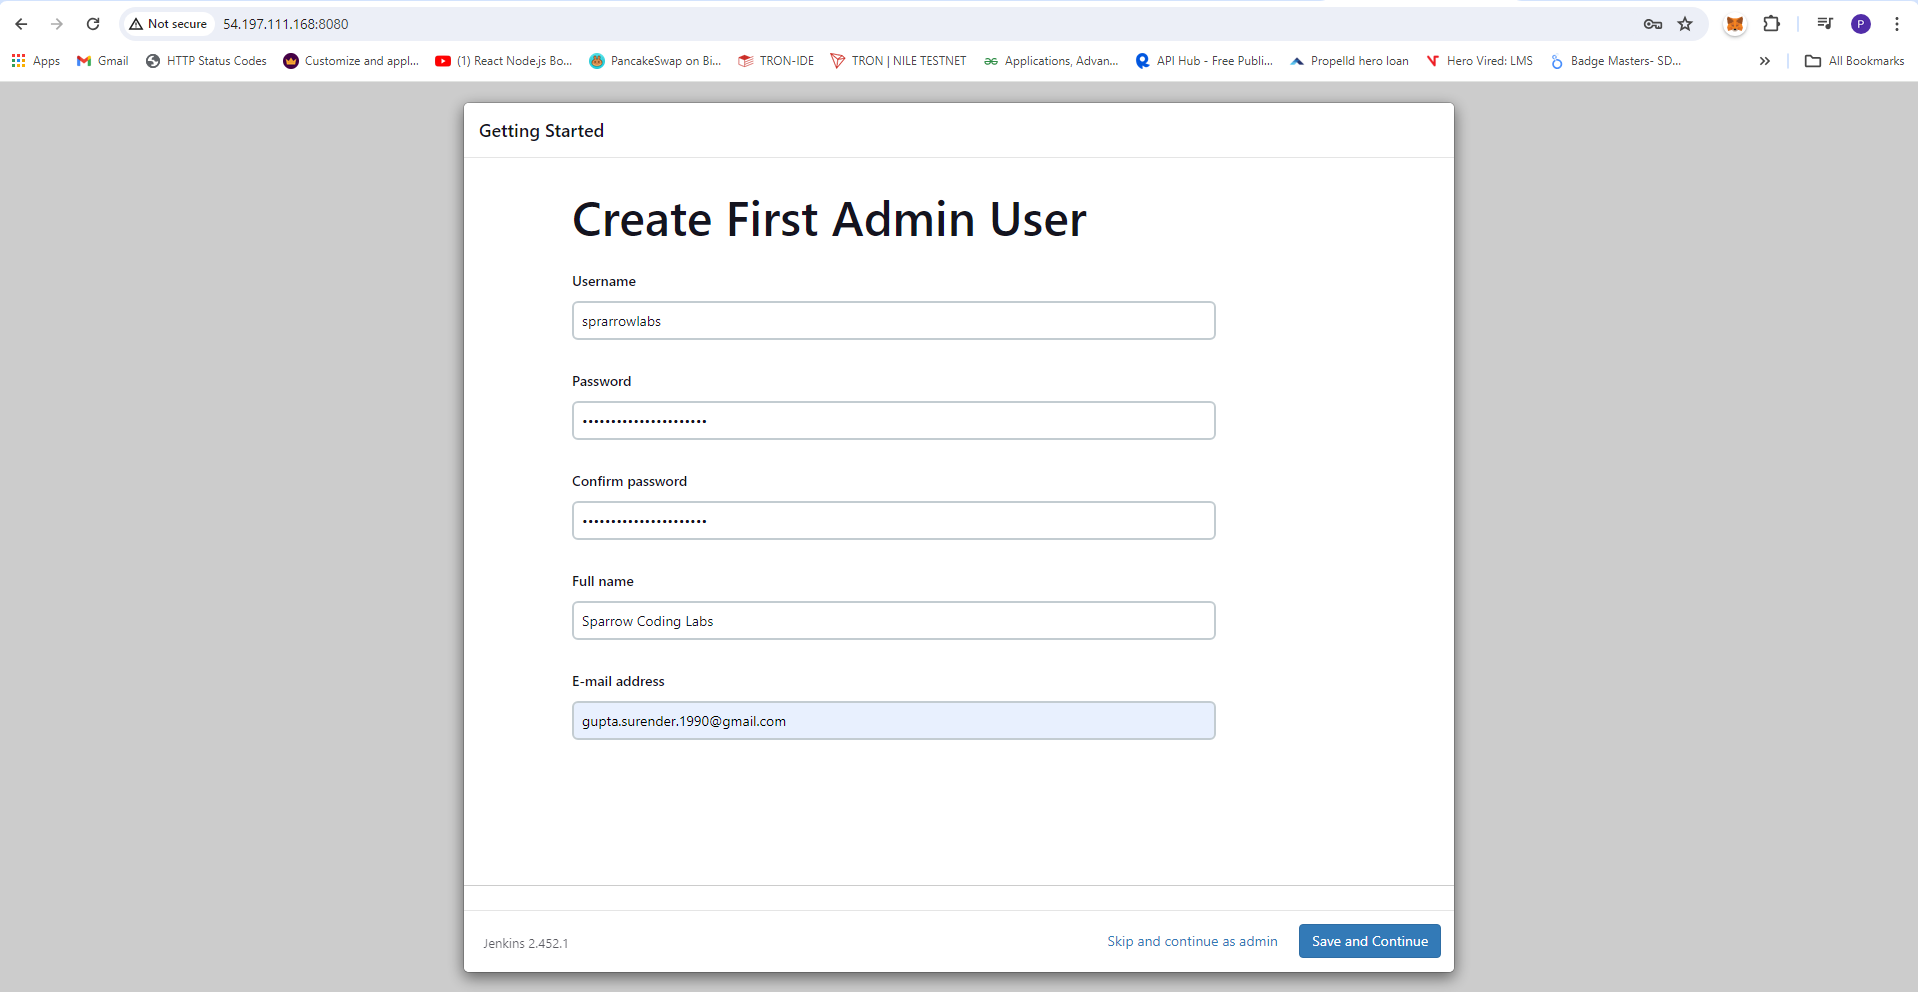 Not secure 54.197.111.168:8080 P
Apps Gmail HTTP Status Codes Customize and appl... (1) React Node.js Bo... PancakeSwap on Bi... TRON-IDE TRON | NILE TESTNET Applications, Advan... API Hub - Free Publi... Propelld hero loan Hero Vired: LMS Badge Masters- SD... » All Bookmarks
Getting Started
Create First Admin User
Username
sprarrowlabs
Password
••••••••••••••••••••••
Confirm password
••••••••••••••••••••••
Full name
Sparrow Coding Labs
E-mail address
gupta.surender.1990@gmail.com
Jenkins 2.452.1 Skip and continue as admin Save and Continue